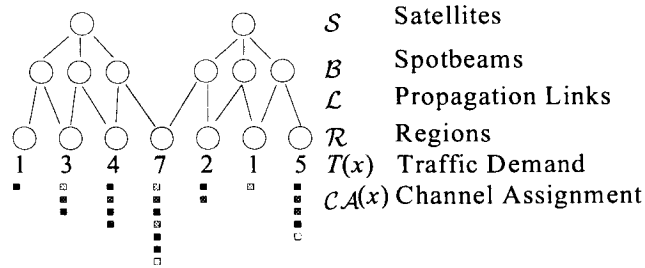 𝒮 Satellites
ℬ Spotbeams
ℒ Propagation Links
ℛ Regions
1 3 4 7 2 1 5 T(x) Traffic Demand
𝒞𝒜(x) Channel Assignment